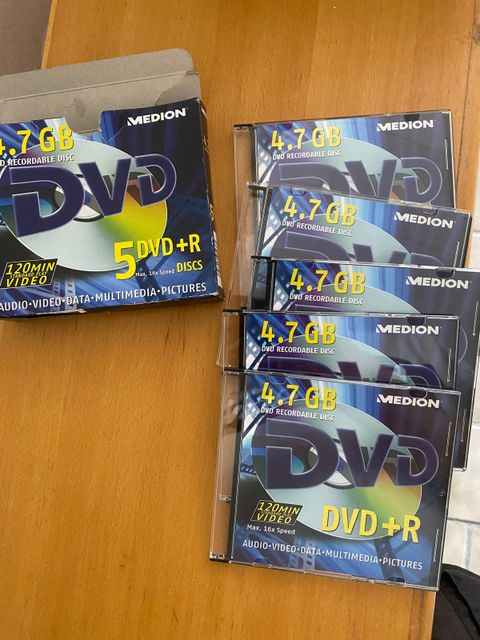 MEDION
4.7 GB
DVD RECORDABLE DISC
DVD
5 DVD+R
Max. 16x Speed DISCS
120MIN
VIDEO
AUDIO·VIDEO·DATA·MULTIMEDIA·PICTURES
4.7 GB MEDION
DVD RECORDABLE DISC
4.7 GB MEDION
DVD RECORDABLE DISC
4.7 GB MEDION
DVD RECORDABLE DISC
4.7 GB MEDION
DVD RECORDABLE DISC
4.7 GB MEDION
DVD RECORDABLE DISC
DVD
120MIN
VIDEO
DVD+R
Max. 16x Speed
AUDIO·VIDEO·DATA·MULTIMEDIA·PICTURES